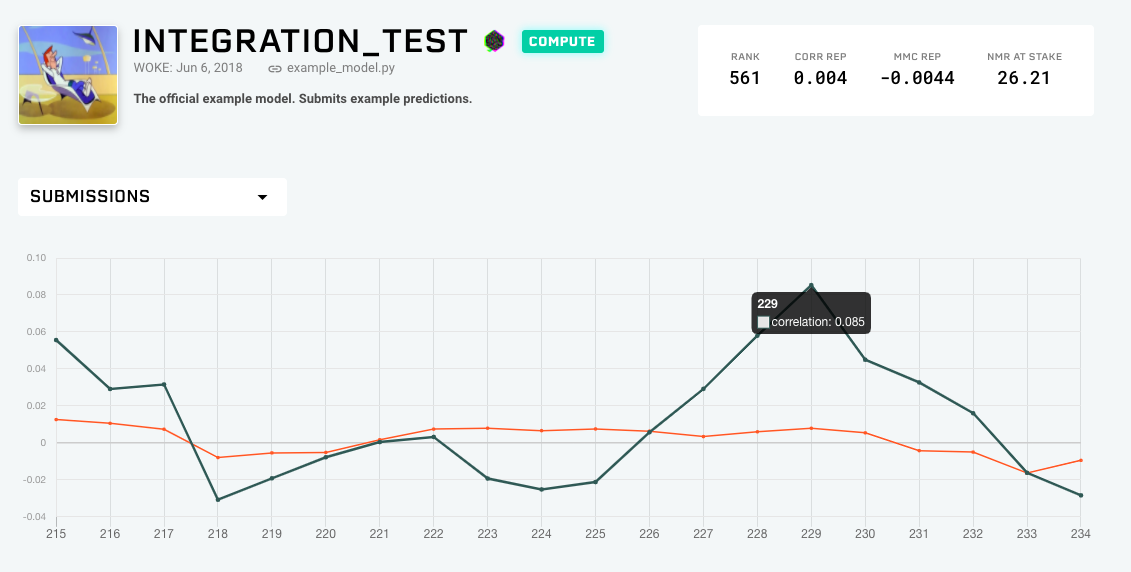 INTEGRATION_TEST COMPUTE
WOKE: Jun 6, 2018 example_model.py
The official example model. Submits example predictions.
RANK CORR REP MMC REP NMR AT STAKE
561 0.004 -0.0044 26.21
SUBMISSIONS
0.10
0.08
0.06
0.04
0.02
0
-0.02
-0.04
229
correlation: 0.085
215 216 217 218 219 220 221 222 223 224 225 226 227 228 229 230 231 232 233 234